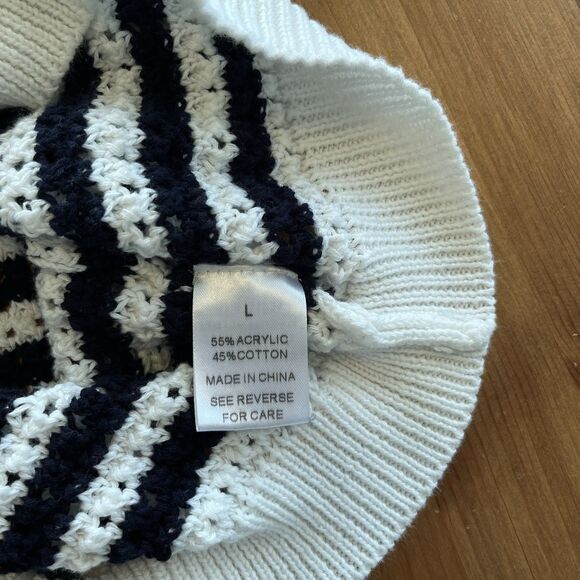 L
55% ACRYLIC
45% COTTON
MADE IN CHINA
SEE REVERSE
FOR CARE